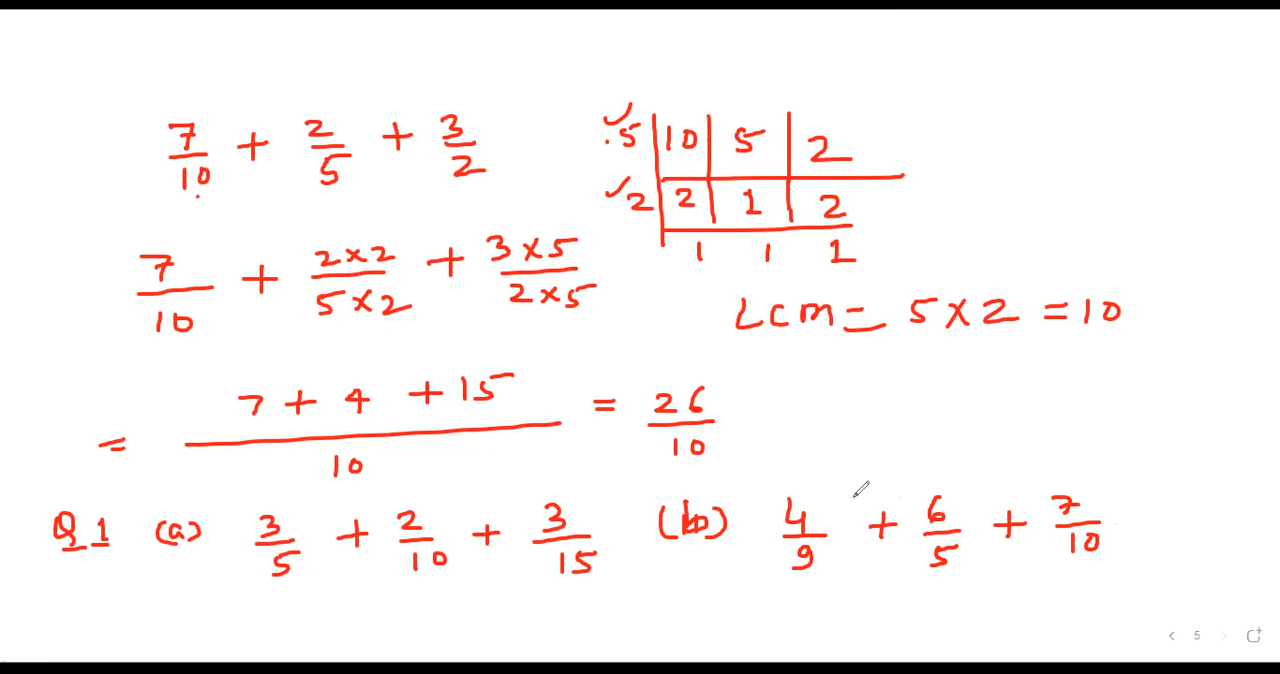 7/10 + 2/5 + 3/2
5 | 10 | 5 | 2
2 | 2 | 1 | 2
1 1 1
7/10 + 2×2/5×2 + 3×5/2×5
LCM = 5 × 2 = 10
= 7 + 4 + 15/10 = 26/10
Q1 (a) 3/5 + 2/10 + 3/15 (b) 4/9 + 6/5 + 7/10
5